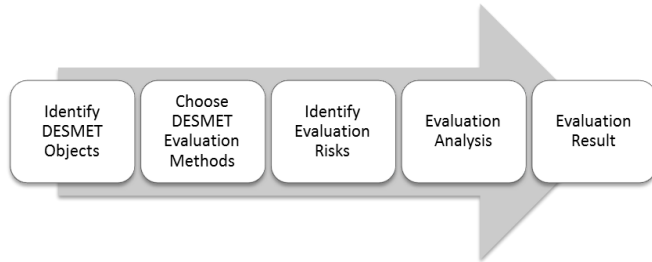 Identify
DESMET
Objects
Choose
DESMET
Evaluation
Methods
Identify
Evaluation
Risks
Evaluation
Analysis
Evaluation
Result